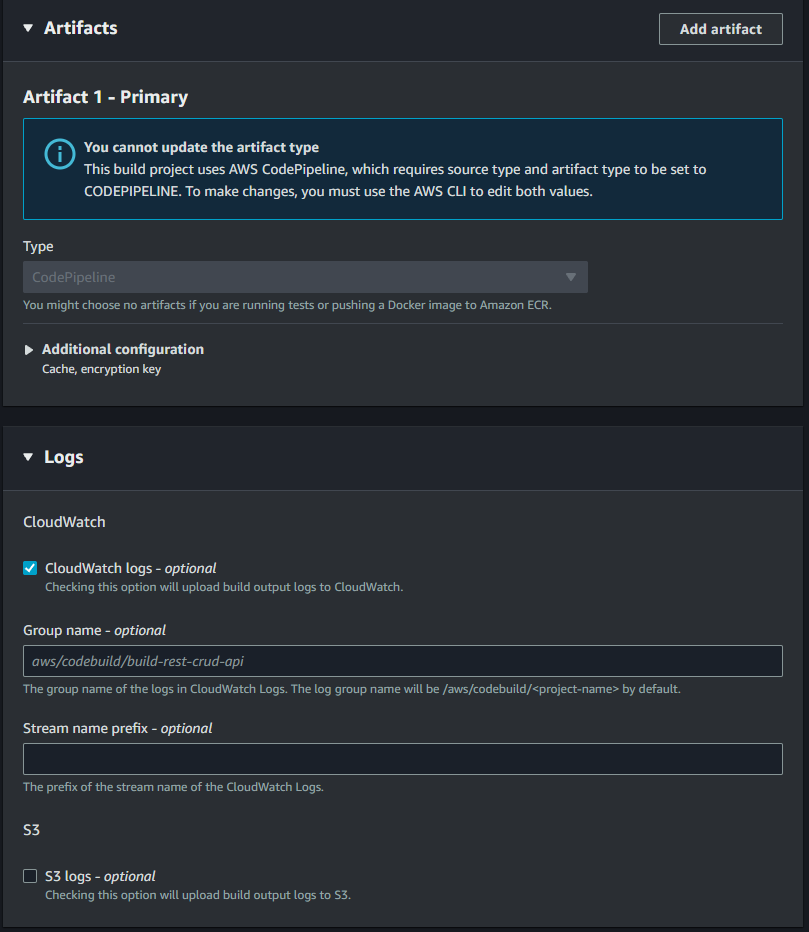 Artifacts
Add artifact
Artifact 1 - Primary
You cannot update the artifact type
This build project uses AWS CodePipeline, which requires source type and artifact type to be set to
CODEPIPELINE. To make changes, you must use the AWS CLI to edit both values.
Type
CodePipeline
You might choose no artifacts if you are running tests or pushing a Docker image to Amazon ECR.
Additional configuration
Cache, encryption key
Logs
CloudWatch
CloudWatch logs - optional
Checking this option will upload build output logs to CloudWatch.
Group name - optional
aws/codebuild/build-rest-crud-api
The group name of the logs in CloudWatch Logs. The log group name will be /aws/codebuild/<project-name> by default.
Stream name prefix - optional
The prefix of the stream name of the CloudWatch Logs.
S3
S3 logs - optional
Checking this option will upload build output logs to S3.